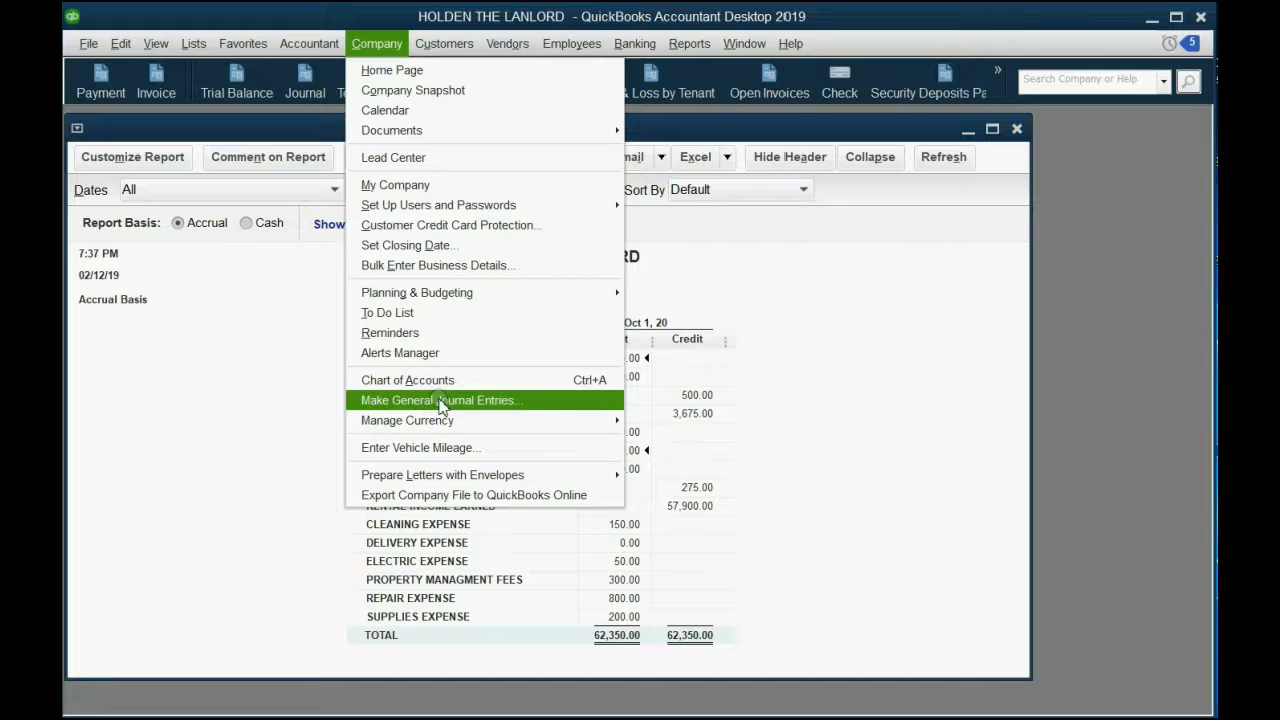 HOLDEN THE LANLORD - QuickBooks Accountant Desktop 2019
File Edit View Lists Favorites Accountant Company Customers Vendors Employees Banking Reports Window Help 5
Payment Invoice Trial Balance Journal & Loss by Tenant Open Invoices Check Security Deposits Pa » Search Company or Help
Home Page
Company Snapshot
Calendar
Documents
Lead Center
My Company
Set Up Users and Passwords
Customer Credit Card Protection...
Set Closing Date...
Bulk Enter Business Details...
Planning & Budgeting
To Do List
Reminders
Alerts Manager
Chart of Accounts Ctrl+A
Make General Journal Entries...
Manage Currency
Enter Vehicle Mileage...
Prepare Letters with Envelopes
Export Company File to QuickBooks Online
Customize Report Comment on Report Excel Hide Header Collapse Refresh
Dates All Sort By Default
Report Basis: Accrual Cash Show
7:37 PM
02/12/19
Accrual Basis
RD
Oct 1, 20
Credit
.00
.00
500.00
3,675.00
.00
.00
.00
275.00
57,900.00
CLEANING EXPENSE 150.00
DELIVERY EXPENSE 0.00
ELECTRIC EXPENSE 50.00
PROPERTY MANAGMENT FEES 300.00
REPAIR EXPENSE 800.00
SUPPLIES EXPENSE 200.00
TOTAL 62,350.00 62,350.00